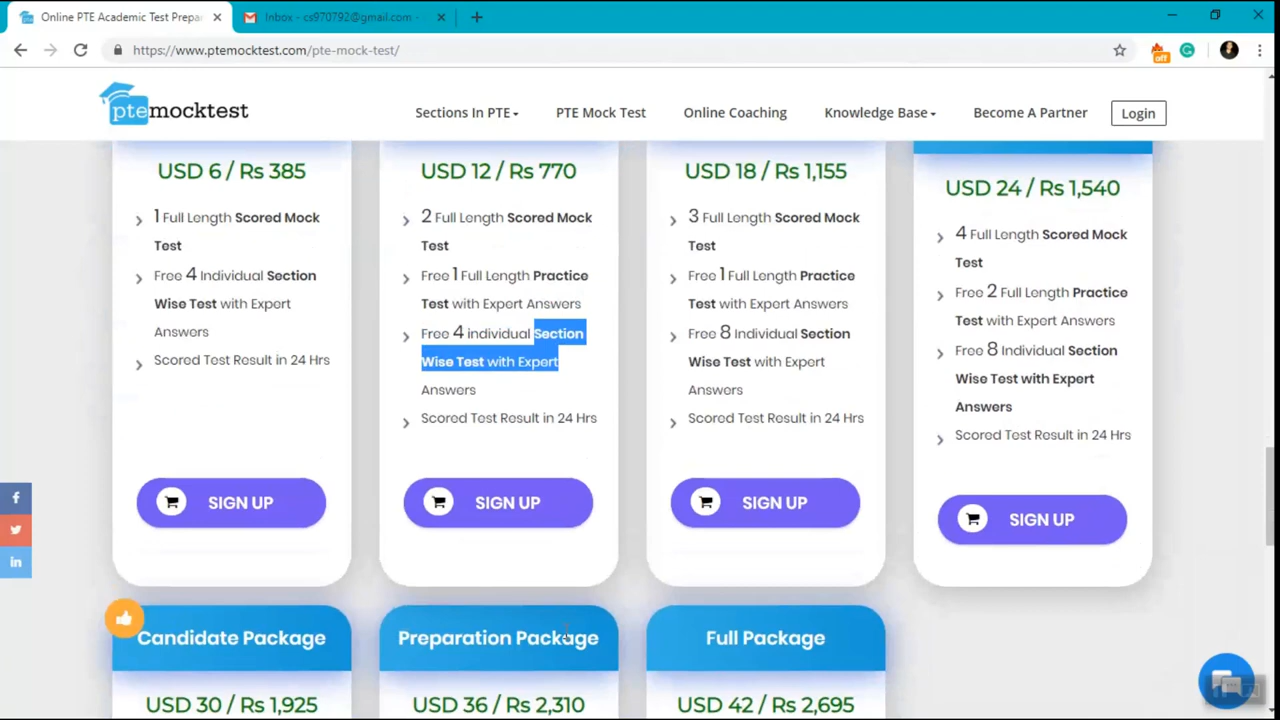 Online PTE Academic Test Prepar
Inbox - cs970792@gmail.com -
https://www.ptemocktest.com/pte-mock-test/
off
ptemocktest
Sections In PTE
PTE Mock Test
Online Coaching
Knowledge Base
Become A Partner
Login
USD 6 / Rs 385
1 Full Length Scored Mock
Test
Free 4 Individual Section
Wise Test with Expert
Answers
Scored Test Result in 24 Hrs
SIGN UP
USD 12 / Rs 770
2 Full Length Scored Mock
Test
Free 1 Full Length Practice
Test with Expert Answers
Free 4 individual Section
Wise Test with Expert
Answers
Scored Test Result in 24 Hrs
SIGN UP
USD 18 / Rs 1,155
3 Full Length Scored Mock
Test
Free 1 Full Length Practice
Test with Expert Answers
Free 8 Individual Section
Wise Test with Expert
Answers
Scored Test Result in 24 Hrs
SIGN UP
USD 24 / Rs 1,540
4 Full Length Scored Mock
Test
Free 2 Full Length Practice
Test with Expert Answers
Free 8 Individual Section
Wise Test with Expert
Answers
Scored Test Result in 24 Hrs
SIGN UP
Candidate Package
USD 30 / Rs 1,925
Preparation Package
USD 36 / Rs 2,310
Full Package
USD 42 / Rs 2,695